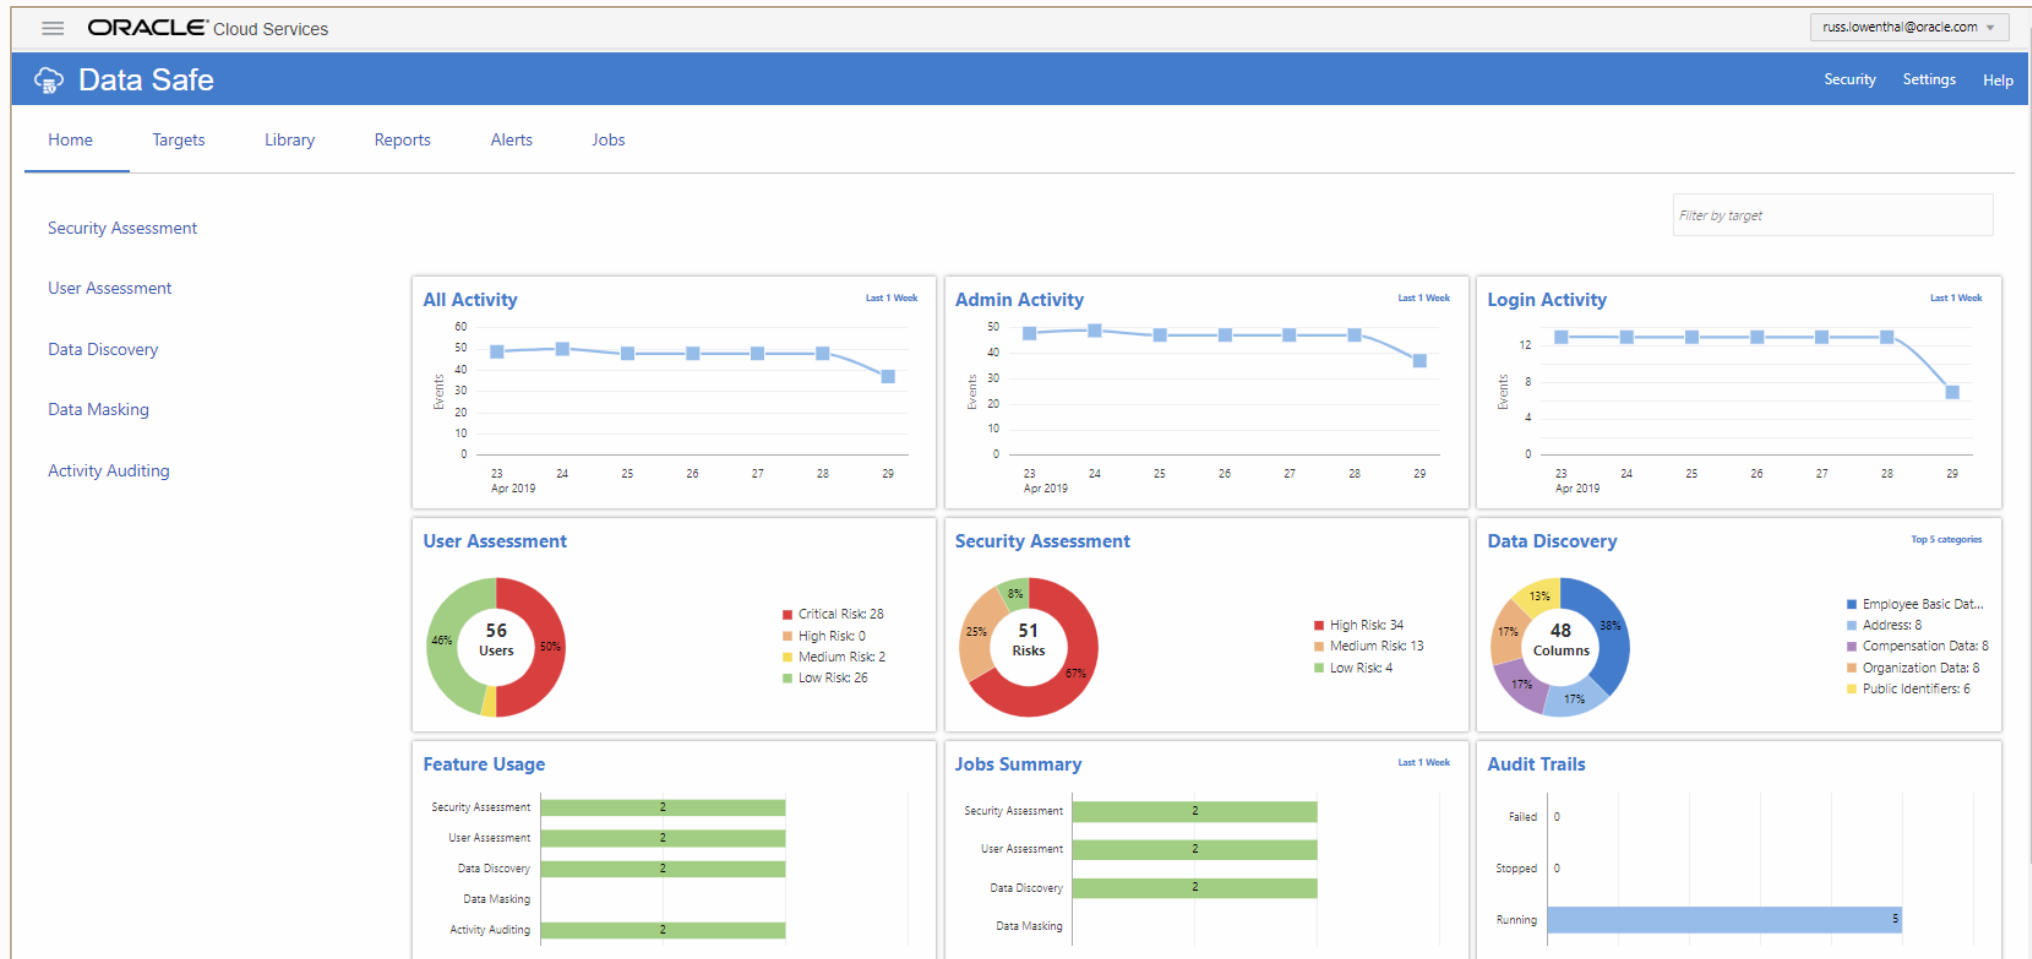 ORACLE Cloud Services
russ.lowenthal@oracle.com
Data Safe
Security Settings Help
Home Targets Library Reports Alerts Jobs
Filter by target
Security Assessment
User Assessment
Data Discovery
Data Masking
Activity Auditing
All Activity Last 1 Week
60
50
40
30
20
10
0
Events
23 24 25 26 27 28 29
Apr 2019
Admin Activity Last 1 Week
50
40
30
20
10
0
Events
23 24 25 26 27 28 29
Apr 2019
Login Activity Last 1 Week
12
8
4
0
Events
23 24 25 26 27 28 29
Apr 2019
User Assessment
46%
56
Users
50%
Critical Risk: 28
High Risk: 0
Medium Risk: 2
Low Risk: 26
Security Assessment
8%
25%
51
Risks
67%
High Risk: 34
Medium Risk: 13
Low Risk: 4
Data Discovery Top 5 categories
13%
17%
48
Columns
38%
17%
17%
Employee Basic Dat...
Address: 8
Compensation Data: 8
Organization Data: 8
Public Identifiers: 6
Feature Usage
Security Assessment 2
User Assessment 2
Data Discovery 2
Data Masking
Activity Auditing 2
Jobs Summary Last 1 Week
Security Assessment 2
User Assessment 2
Data Discovery 2
Data Masking
Audit Trails
Failed 0
Stopped 0
Running 5